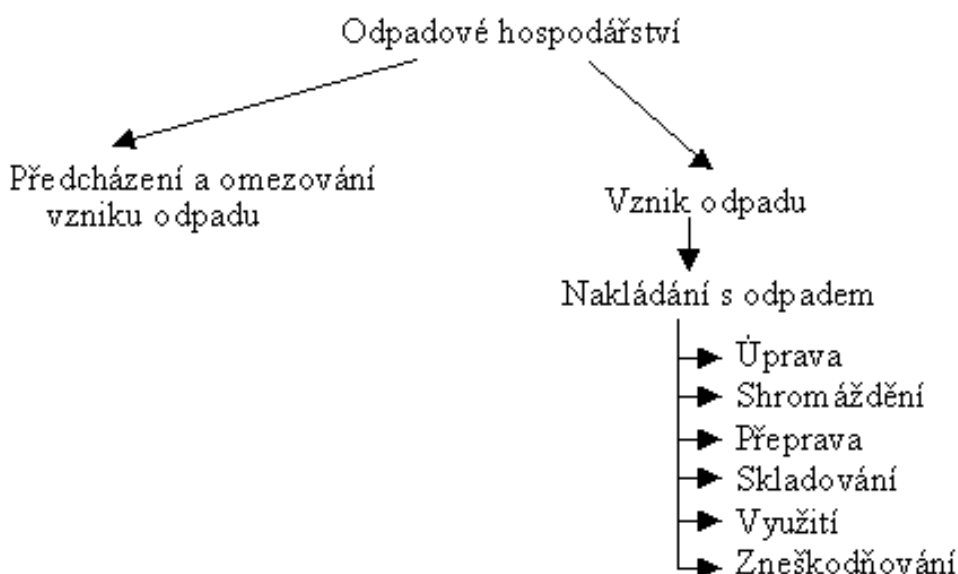 Odpadové hospodářství
Předcházení a omezování
vzniku odpadu
Vznik odpadu
Nakládání s odpadem
Úprava
Shromáždění
Přeprava
Skladování
Využití
Zneškodňování